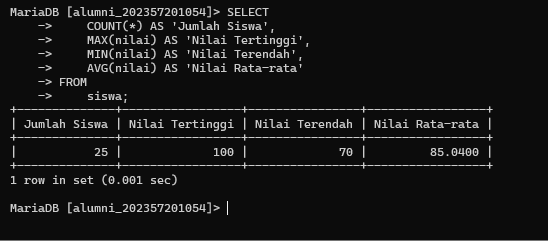 MariaDB [alumni_202357201054]> SELECT
    ->     COUNT(*) AS 'Jumlah Siswa',
    ->     MAX(nilai) AS 'Nilai Tertinggi',
    ->     MIN(nilai) AS 'Nilai Terendah',
    ->     AVG(nilai) AS 'Nilai Rata-rata'
    -> FROM
    ->     siswa;
+--------------+-----------------+----------------+-----------------+
| Jumlah Siswa | Nilai Tertinggi | Nilai Terendah | Nilai Rata-rata |
+--------------+-----------------+----------------+-----------------+
|           25 |             100 |             70 |         85.0400 |
+--------------+-----------------+----------------+-----------------+
1 row in set (0.001 sec)
MariaDB [alumni_202357201054]>